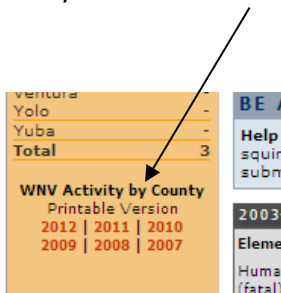 Ventura -
Yolo -
Yuba -
Total 3
WNV Activity by County
Printable Version
2012 | 2011 | 2010
2009 | 2008 | 2007
BE
Help
squir
subm
2003
Eleme
Huma
(fatal)